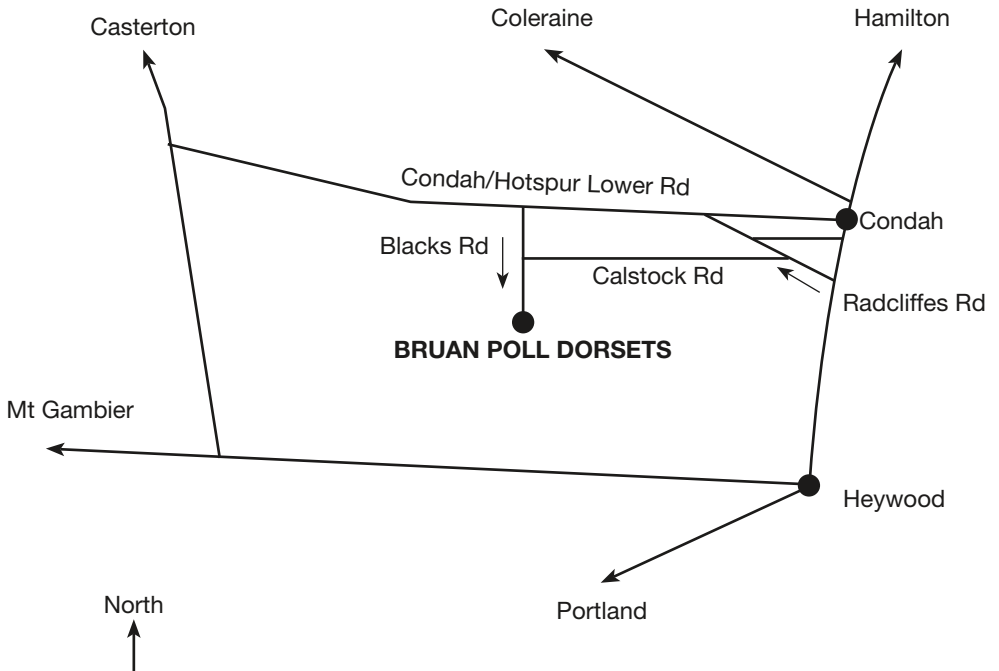 Casterton
Coleraine
Hamilton
Condah/Hotspur Lower Rd
Condah
Blacks Rd
Calstock Rd
Radcliffes Rd
BRUAN POLL DORSETS
Mt Gambier
Heywood
Portland
North